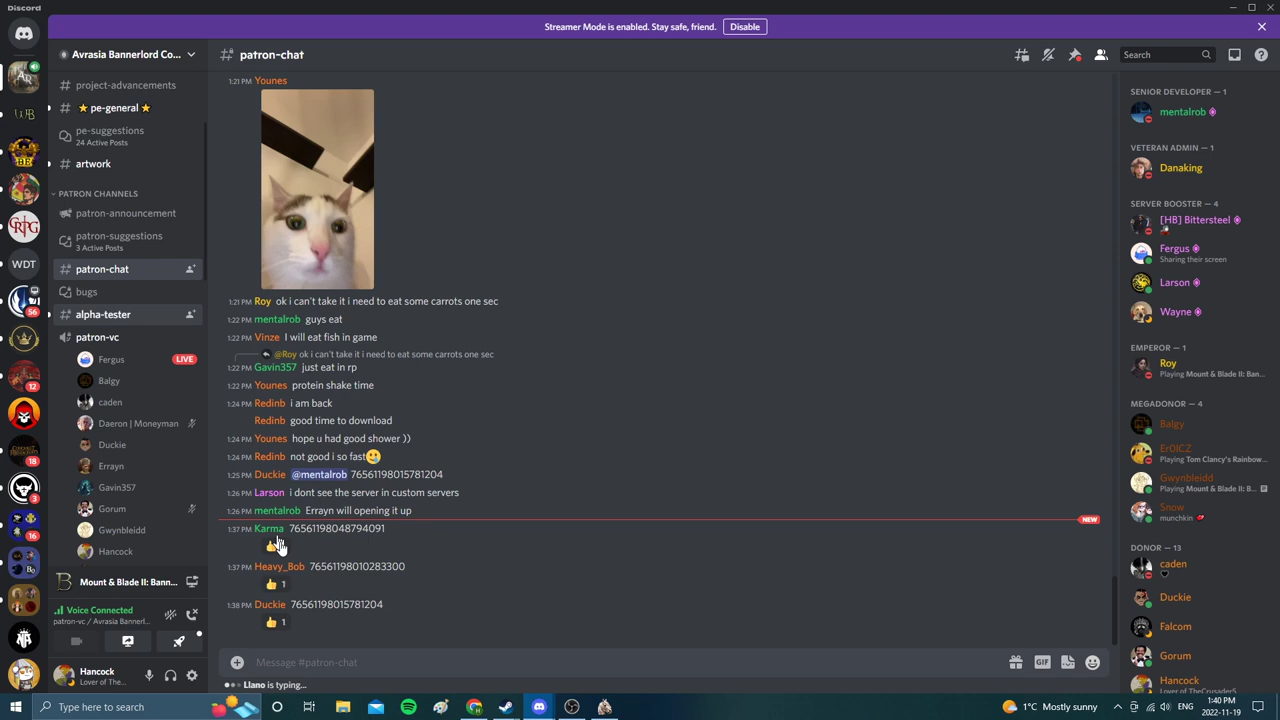 Discord
Streamer Mode is enabled. Stay safe, friend. Disable
Avrasia Bannerlord Co...
patron-chat
Search
project-advancements
pe-general
pe-suggestions
24 Active Posts
artwork
PATRON CHANNELS
patron-announcement
patron-suggestions
3 Active Posts
patron-chat
bugs
alpha-tester
patron-vc
Fergus LIVE
Balgy
caden
Daeron | Moneyman
Duckie
Errayn
Gavin357
Gorum
Gwynbleidd
Hancock
Mount & Blade II: Bann...
Voice Connected
patron-vc / Avrasia Bannerl...
Hancock
Lover of The...
WDT
56
12
18
3
16
1:21 PM Younes
1:21 PM Roy ok i can't take it i need to eat some carrots one sec
1:22 PM mentalrob guys eat
1:22 PM Vinze I will eat fish in game
@Roy ok i can't take it i need to eat some carrots one sec
1:22 PM Gavin357 just eat in rp
1:22 PM Younes protein shake time
1:24 PM Redinb i am back
Redinb good time to download
1:24 PM Younes hope u had good shower ))
1:24 PM Redinb not good i so fast
1:25 PM Duckie @mentalrob 76561198015781204
1:26 PM Larson i dont see the server in custom servers
1:26 PM mentalrob Errayn will opening it up
NEW
1:37 PM Karma 76561198048794091
1:37 PM Heavy_Bob 76561198010283300
1
1:38 PM Duckie 76561198015781204
1
Message #patron-chat
GIF
Llano is typing...
SENIOR DEVELOPER — 1
mentalrob
VETERAN ADMIN — 1
Danaking
SERVER BOOSTER — 4
[HB] Bittersteel
Fergus
Sharing their screen
Larson
Wayne
EMPEROR — 1
Roy
Playing Mount & Blade II: Ban...
MEGADONOR — 4
Balgy
Er0ICZ
Playing Tom Clancy's Rainbow...
Gwynbleidd
Playing Mount & Blade II: B...
Snow
munchkin
DONOR — 13
caden
Duckie
Falcom
Gorum
Hancock
Lover of TheCrusader5
Type here to search
1°C Mostly sunny
ENG
1:40 PM
2022-11-19